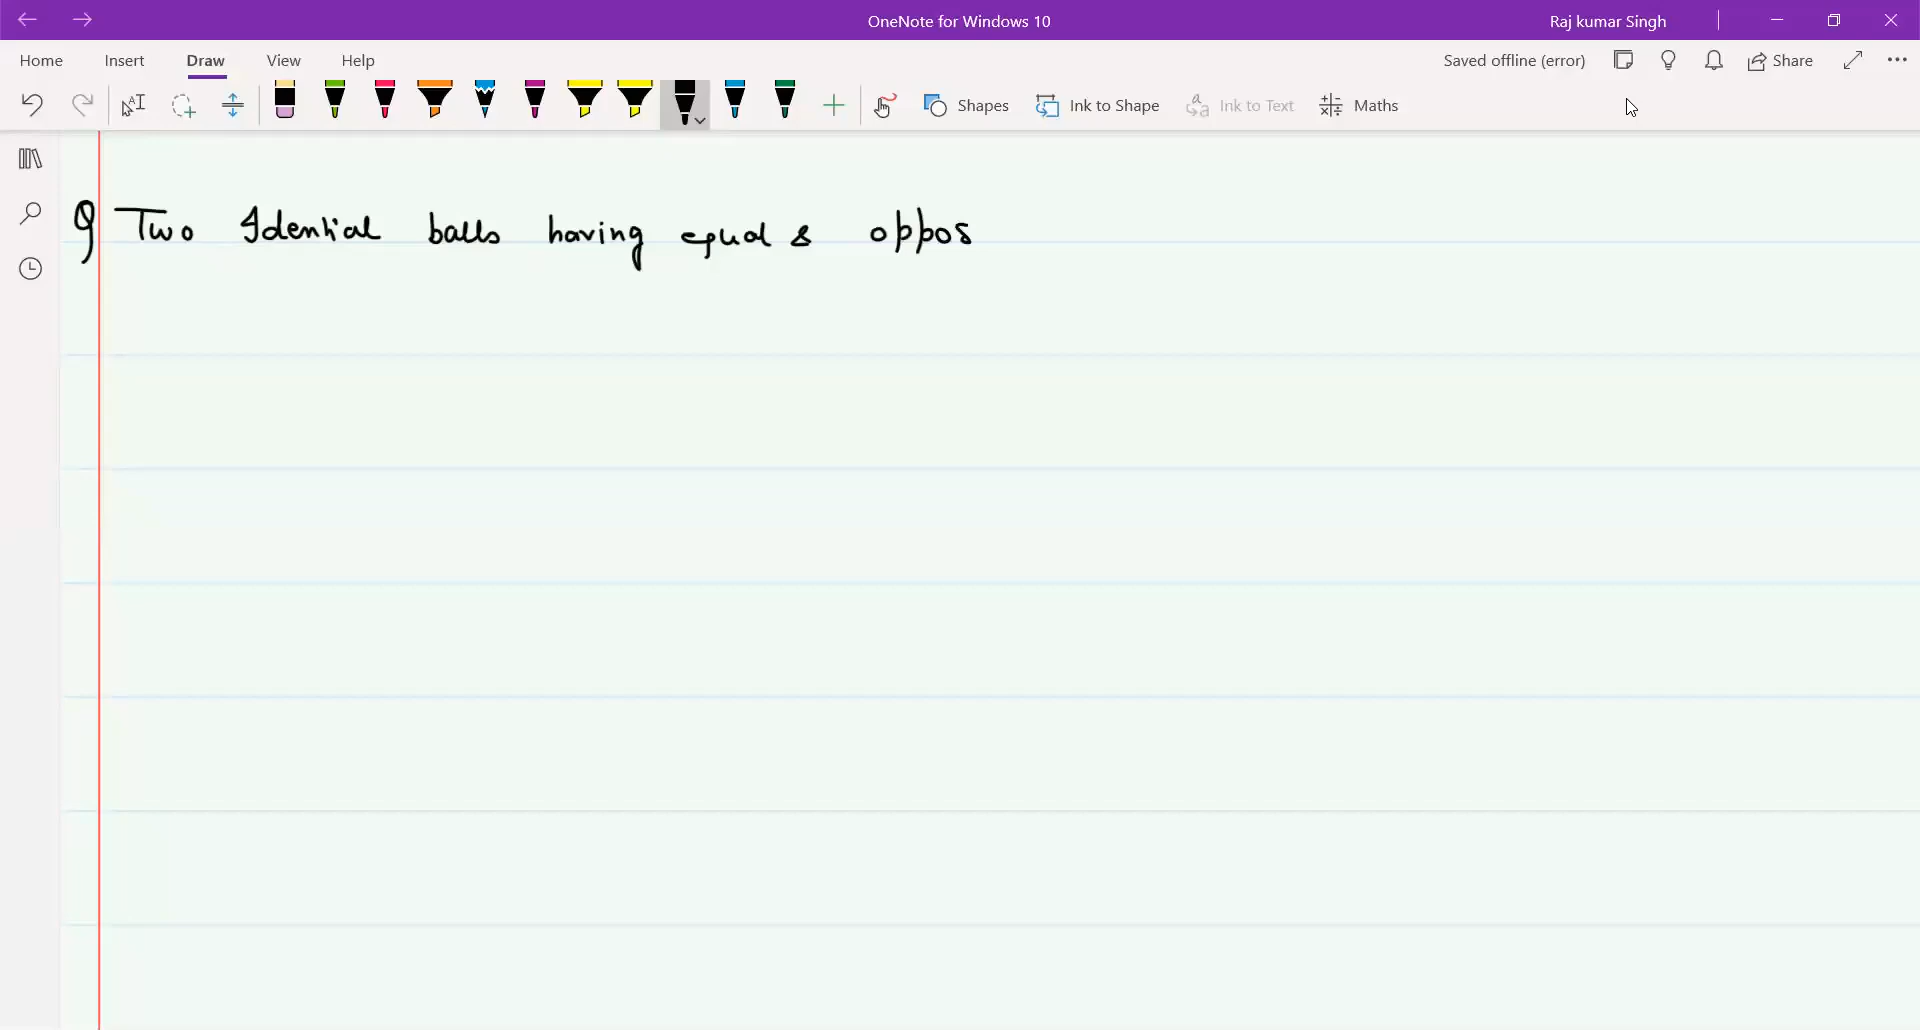 OneNote for Windows 10
Raj kumar Singh
Home Insert Draw View Help
Saved offline (error) Share
Shapes Ink to Shape Ink to Text Maths
Q Two Idential balls having equal & oppos